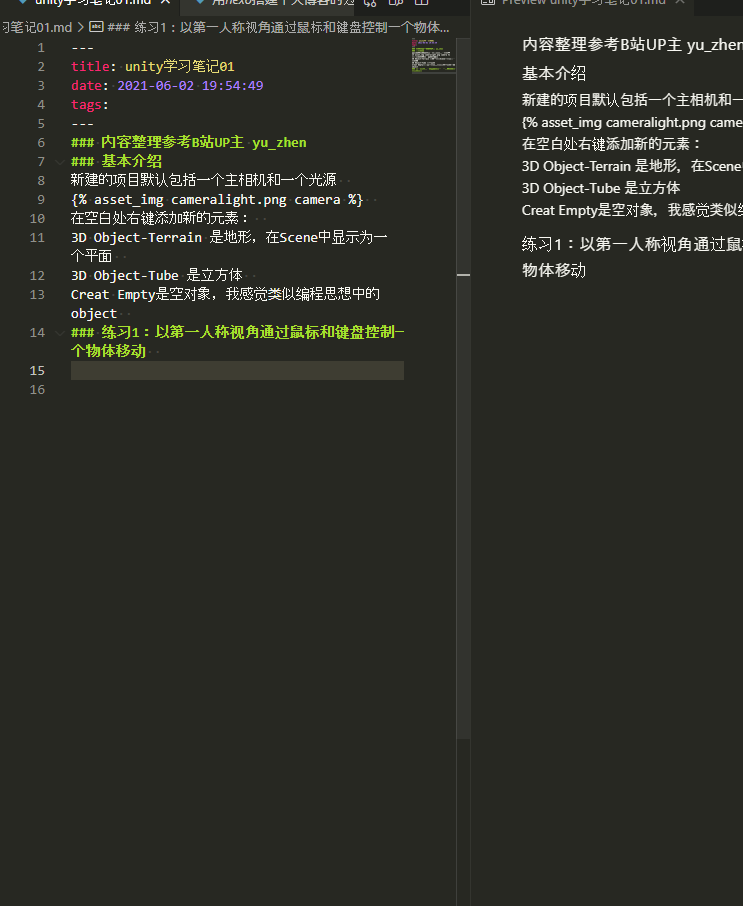 unity学习笔记01.md
用hexo搭建个人博客的
Preview unity学习笔记01.md
习笔记01.md > ### 练习1：以第一人称视角通过鼠标和键盘控制一个物体...
1 ---
2 title: unity学习笔记01
3 date: 2021-06-02 19:54:49
4 tags:
5 ---
6 ### 内容整理参考B站UP主 yu_zhen
7 ### 基本介绍
8 新建的项目默认包括一个主相机和一个光源
9 {% asset_img cameralight.png camera %}
10 在空白处右键添加新的元素：
11 3D Object-Terrain 是地形，在Scene中显示为一
个平面
12 3D Object-Tube 是立方体
13 Creat Empty是空对象，我感觉类似编程思想中的
object
14 ### 练习1：以第一人称视角通过鼠标和键盘控制一
个物体移动
15
16
内容整理参考B站UP主 yu_zhen
基本介绍
新建的项目默认包括一个主相机和一
{% asset_img cameralight.png came
在空白处右键添加新的元素：
3D Object-Terrain 是地形，在Scene
3D Object-Tube 是立方体
Creat Empty是空对象，我感觉类似
练习1：以第一人称视角通过鼠
物体移动